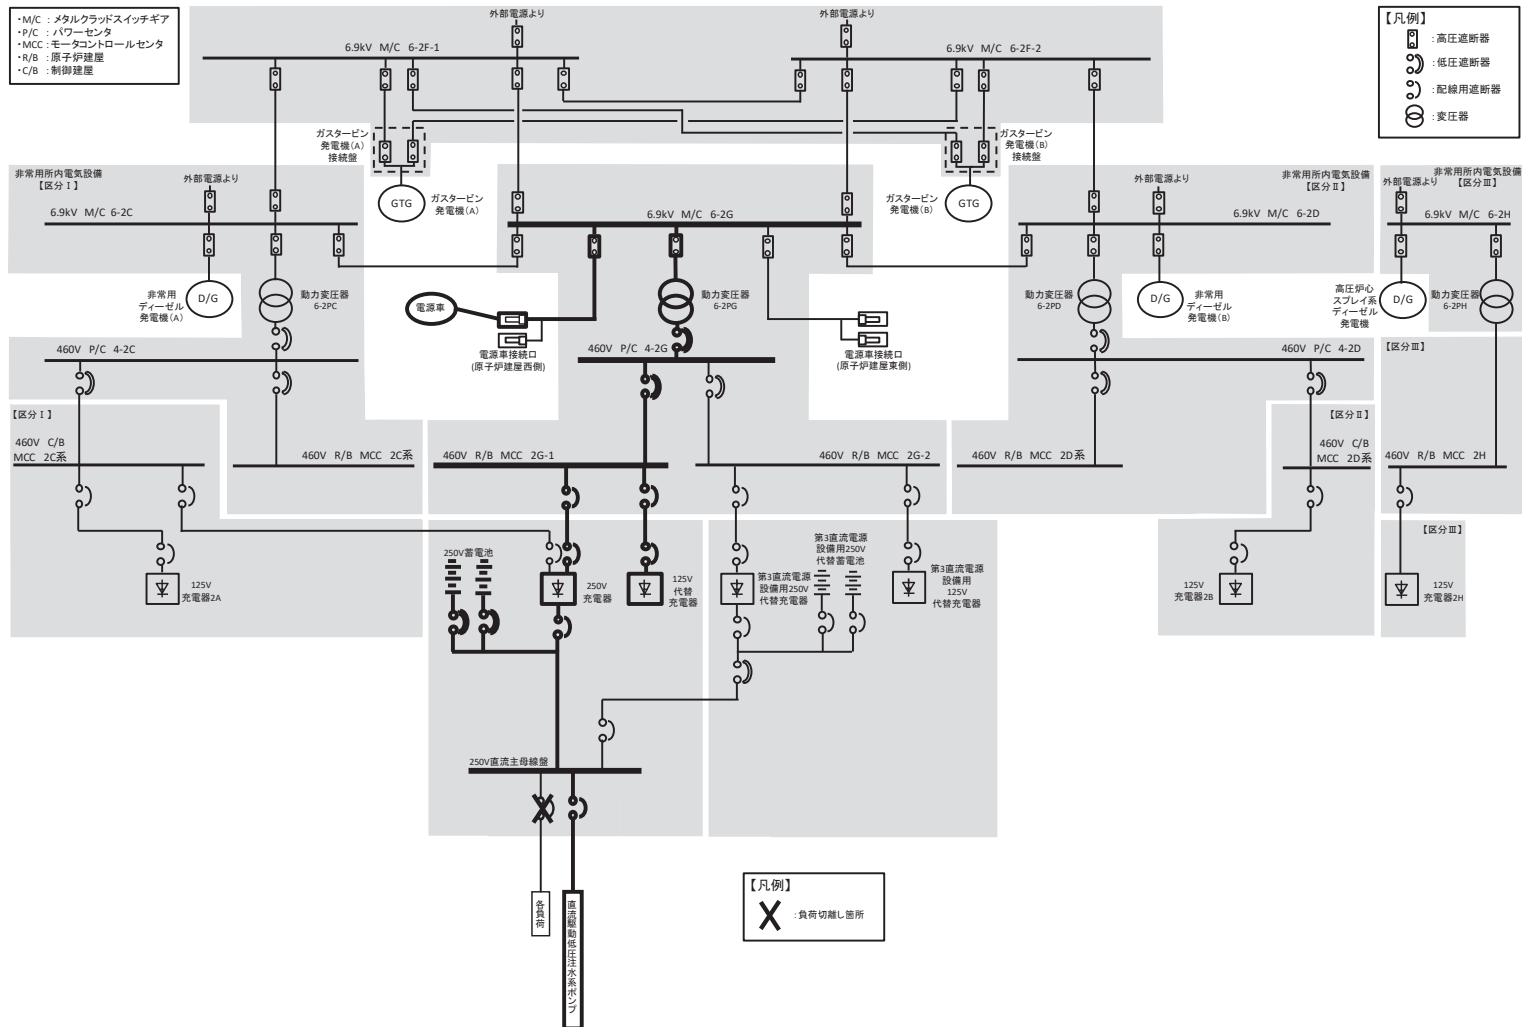 ・M/C : メタルクラッドスイッチギア
・P/C : パワーセンタ
・MCC : モータコントロールセンタ
・R/B : 原子炉建屋
・C/B : 制御建屋
外部電源より
外部電源より
【凡例】
: 高圧遮断器
: 低圧遮断器
: 配線用遮断器
: 変圧器
6.9kV M/C 6-2F-1
6.9kV M/C 6-2F-2
ガスタービン
発電機(A)
接続盤
ガスタービン
発電機(B)
接続盤
非常用所内電気設備
【区分Ⅰ】
外部電源より
GTG
ガスタービン
発電機(A)
ガスタービン
発電機(B)
GTG
外部電源より
非常用所内電気設備
【区分Ⅱ】
非常用所内電気設備
【区分Ⅲ】
外部電源より
6.9kV M/C 6-2C
6.9kV M/C 6-2G
6.9kV M/C 6-2D
6.9kV M/C 6-2H
非常用
ディーゼル
発電機(A)
D/G
動力変圧器
6-2PC
電源車
動力変圧器
6-2PG
動力変圧器
6-2PD
D/G
非常用
ディーゼル
発電機(B)
高圧炉心
スプレイ系
ディーゼル
発電機
D/G
動力変圧器
6-2PH
電源車接続口
(原子炉建屋西側)
電源車接続口
(原子炉建屋東側)
460V P/C 4-2C
460V P/C 4-2G
460V P/C 4-2D
【区分Ⅲ】
【区分Ⅰ】
【区分Ⅱ】
460V C/B
MCC 2C系
460V R/B MCC 2C系
460V R/B MCC 2G-1
460V R/B MCC 2G-2
460V R/B MCC 2D系
460V C/B
MCC 2D系
460V R/B MCC 2H
【区分Ⅲ】
125V
充電器2A
250V蓄電池
250V
充電器
125V
代替
充電器
第3直流電源
設備用250V
代替充電器
第3直流電源
設備用250V
代替蓄電池
第3直流電源
設備用
125V
代替充電器
125V
充電器2B
125V
充電器2H
250V直流主母線盤
各負荷
直流駆動低圧注水系ポンプ
【凡例】
: 負荷切離し箇所